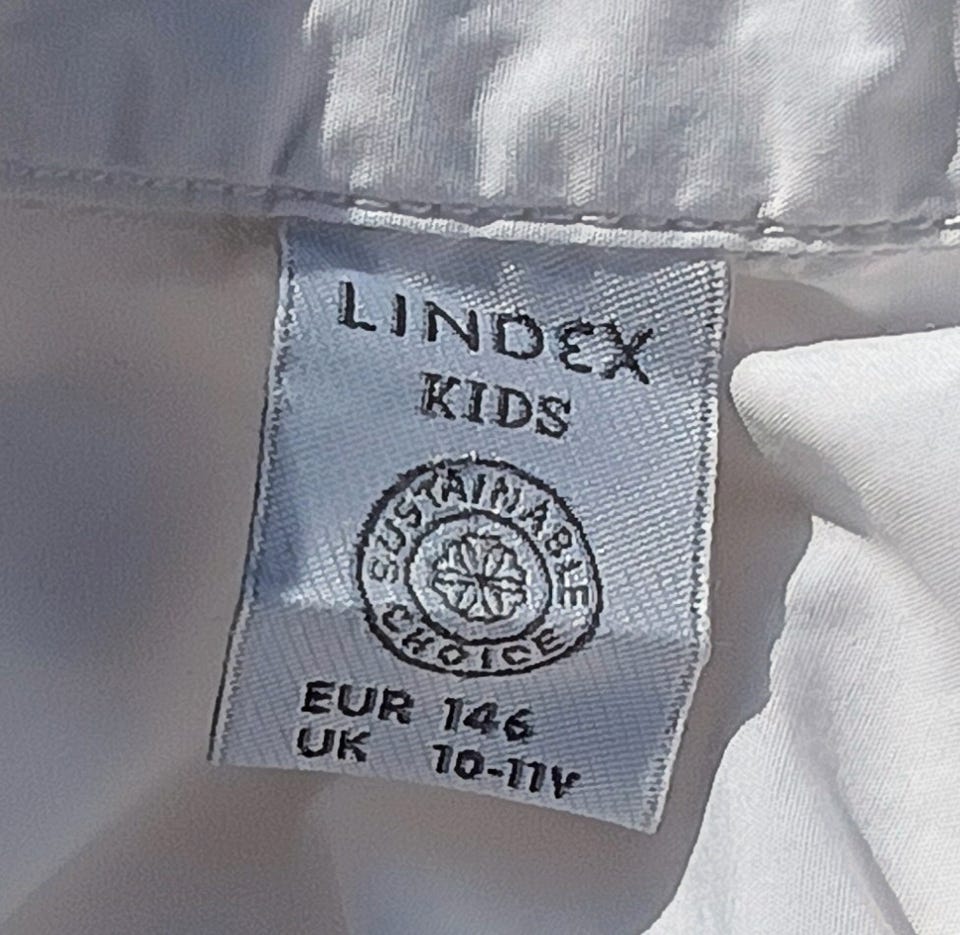 LINDEX
KIDS
SUSTAINABLE
CHOICE
EUR 146
UK 10-11Y